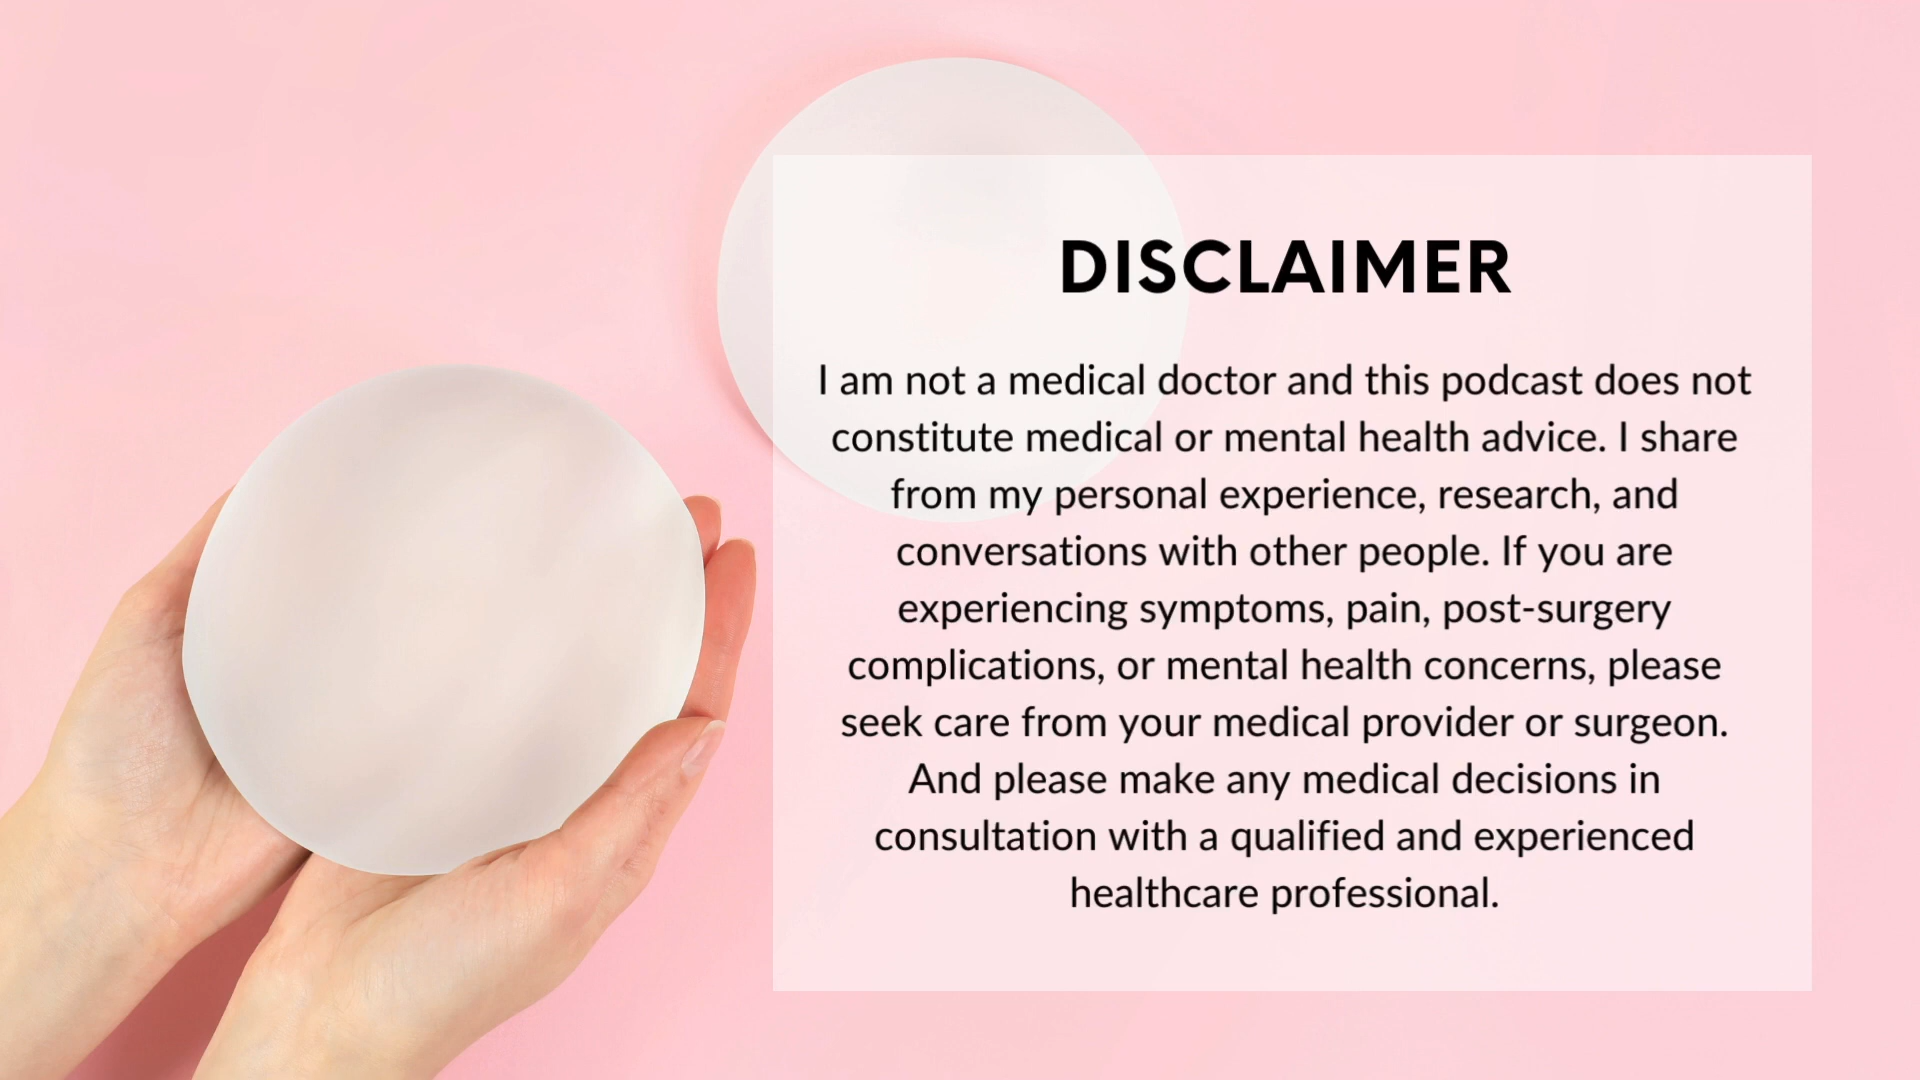 DISCLAIMER
I am not a medical doctor and this podcast does not
constitute medical or mental health advice. I share
from my personal experience, research, and
conversations with other people. If you are
experiencing symptoms, pain, post-surgery
complications, or mental health concerns, please
seek care from your medical provider or surgeon.
And please make any medical decisions in
consultation with a qualified and experienced
healthcare professional.